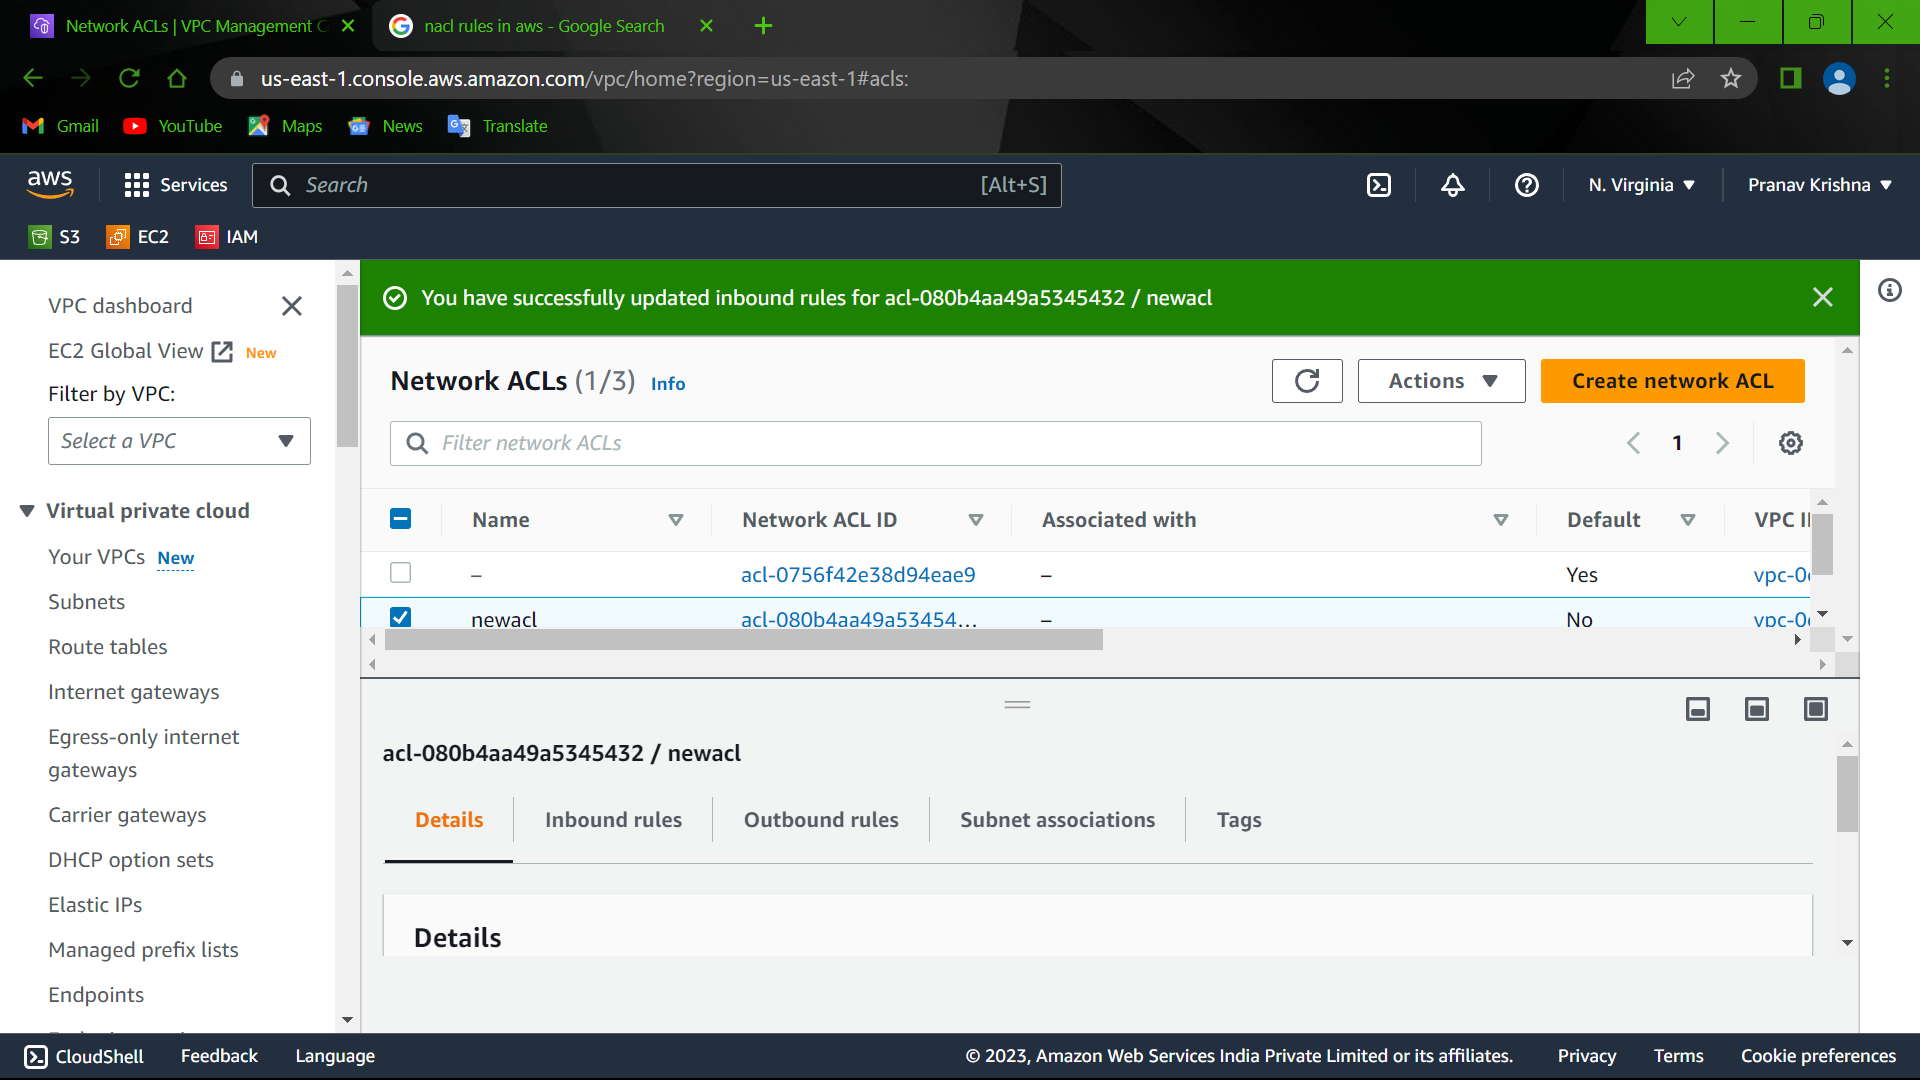 Network ACLs | VPC Management C
nacl rules in aws - Google Search
us-east-1.console.aws.amazon.com/vpc/home?region=us-east-1#acls:
Gmail
YouTube
Maps
News
Translate
aws
Services
Search
[Alt+S]
N. Virginia
Pranav Krishna
S3
EC2
IAM
VPC dashboard
EC2 Global View New
Filter by VPC:
Select a VPC
Virtual private cloud
Your VPCs New
Subnets
Route tables
Internet gateways
Egress-only internet
gateways
Carrier gateways
DHCP option sets
Elastic IPs
Managed prefix lists
Endpoints
You have successfully updated inbound rules for acl-080b4aa49a5345432 / newacl
Network ACLs (1/3) Info
Actions
Create network ACL
Filter network ACLs
1
Name
Network ACL ID
Associated with
Default
VPC I
–
acl-0756f42e38d94eae9
–
Yes
vpc-0
newacl
acl-080b4aa49a53454...
–
No
vpc-0
acl-080b4aa49a5345432 / newacl
Details
Inbound rules
Outbound rules
Subnet associations
Tags
Details
CloudShell
Feedback
Language
© 2023, Amazon Web Services India Private Limited or its affiliates.
Privacy
Terms
Cookie preferences